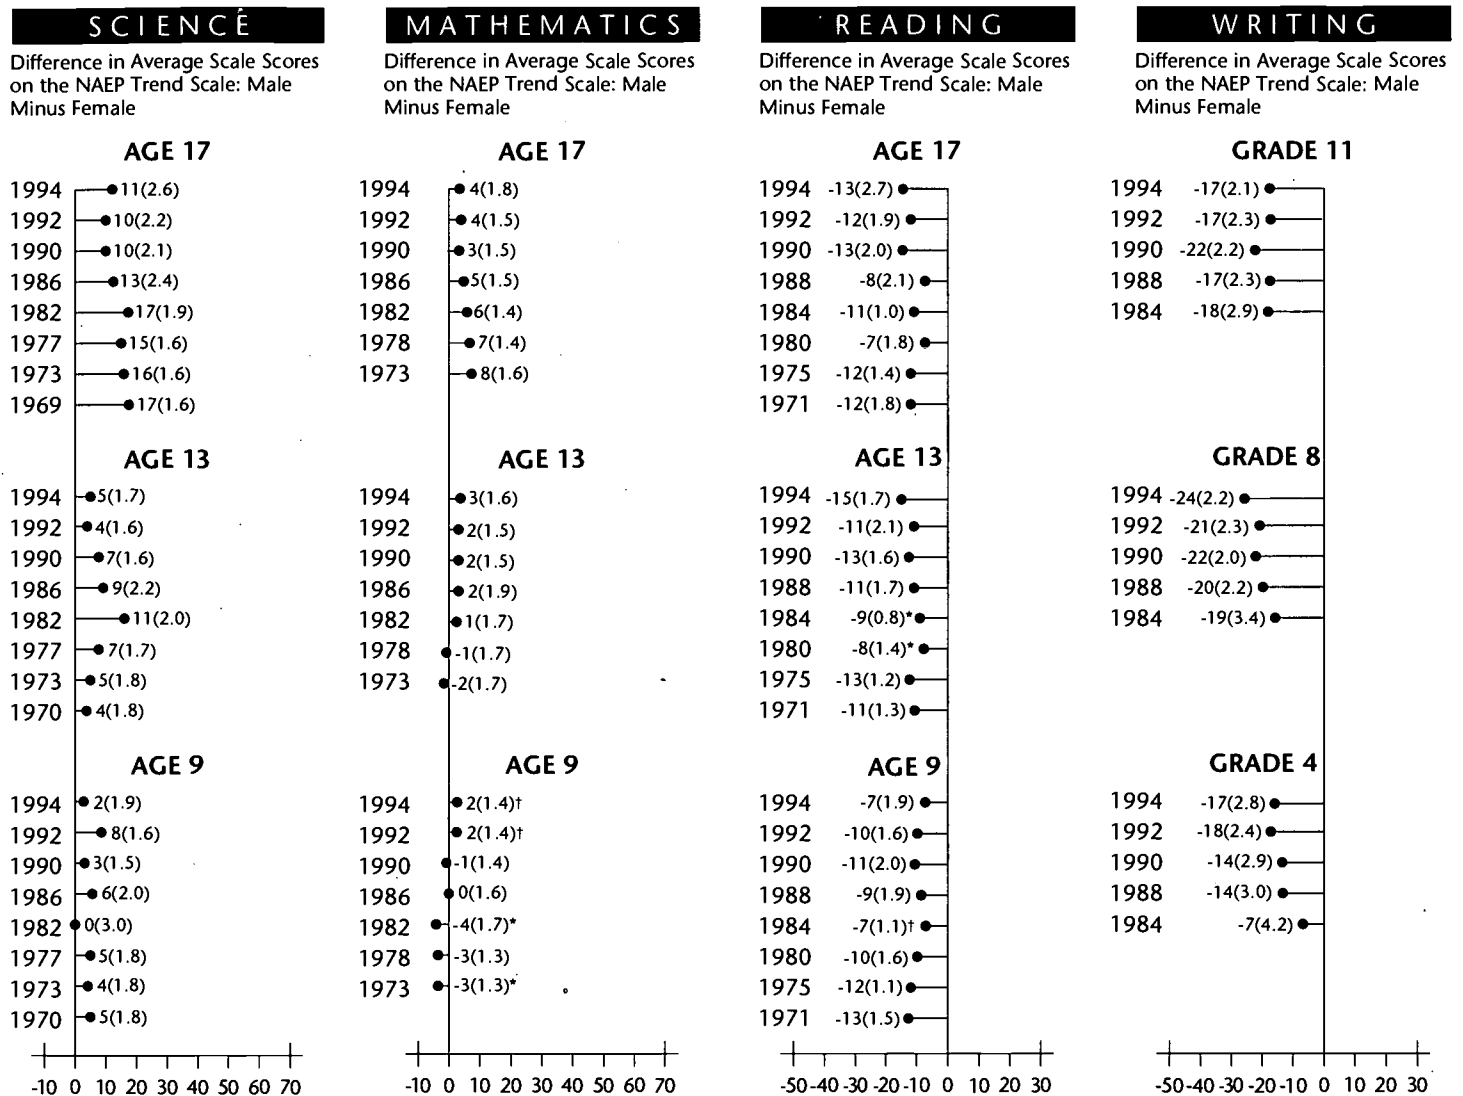 SCIENCE
Difference in Average Scale Scores
on the NAEP Trend Scale: Male
Minus Female
AGE 17
1994 11(2.6)
1992 10(2.2)
1990 10(2.1)
1986 13(2.4)
1982 17(1.9)
1977 15(1.6)
1973 16(1.6)
1969 17(1.6)
AGE 13
1994 5(1.7)
1992 4(1.6)
1990 7(1.6)
1986 9(2.2)
1982 11(2.0)
1977 7(1.7)
1973 5(1.8)
1970 4(1.8)
AGE 9
1994 2(1.9)
1992 8(1.6)
1990 3(1.5)
1986 6(2.0)
1982 0(3.0)
1977 5(1.8)
1973 4(1.8)
1970 5(1.8)
-10 0 10 20 30 40 50 60 70
MATHEMATICS
Difference in Average Scale Scores
on the NAEP Trend Scale: Male
Minus Female
AGE 17
1994 4(1.8)
1992 4(1.5)
1990 3(1.5)
1986 5(1.5)
1982 6(1.4)
1978 7(1.4)
1973 8(1.6)
AGE 13
1994 3(1.6)
1992 2(1.5)
1990 2(1.5)
1986 2(1.9)
1982 1(1.7)
1978 -1(1.7)
1973 -2(1.7)
AGE 9
1994 2(1.4)†
1992 2(1.4)†
1990 -1(1.4)
1986 0(1.6)
1982 -4(1.7)*
1978 -3(1.3)
1973 -3(1.3)*
-10 0 10 20 30 40 50 60 70
READING
Difference in Average Scale Scores
on the NAEP Trend Scale: Male
Minus Female
AGE 17
1994 -13(2.7)
1992 -12(1.9)
1990 -13(2.0)
1988 -8(2.1)
1984 -11(1.0)
1980 -7(1.8)
1975 -12(1.4)
1971 -12(1.8)
AGE 13
1994 -15(1.7)
1992 -11(2.1)
1990 -13(1.6)
1988 -11(1.7)
1984 -9(0.8)*
1980 -8(1.4)*
1975 -13(1.2)
1971 -11(1.3)
AGE 9
1994 -7(1.9)
1992 -10(1.6)
1990 -11(2.0)
1988 -9(1.9)
1984 -7(1.1)†
1980 -10(1.6)
1975 -12(1.1)
1971 -13(1.5)
-50 -40 -30 -20 -10 0 10 20 30
WRITING
Difference in Average Scale Scores
on the NAEP Trend Scale: Male
Minus Female
GRADE 11
1994 -17(2.1)
1992 -17(2.3)
1990 -22(2.2)
1988 -17(2.3)
1984 -18(2.9)
GRADE 8
1994 -24(2.2)
1992 -21(2.3)
1990 -22(2.0)
1988 -20(2.2)
1984 -19(3.4)
GRADE 4
1994 -17(2.8)
1992 -18(2.4)
1990 -14(2.9)
1988 -14(3.0)
1984 -7(4.2)
-50 -40 -30 -20 -10 0 10 20 30